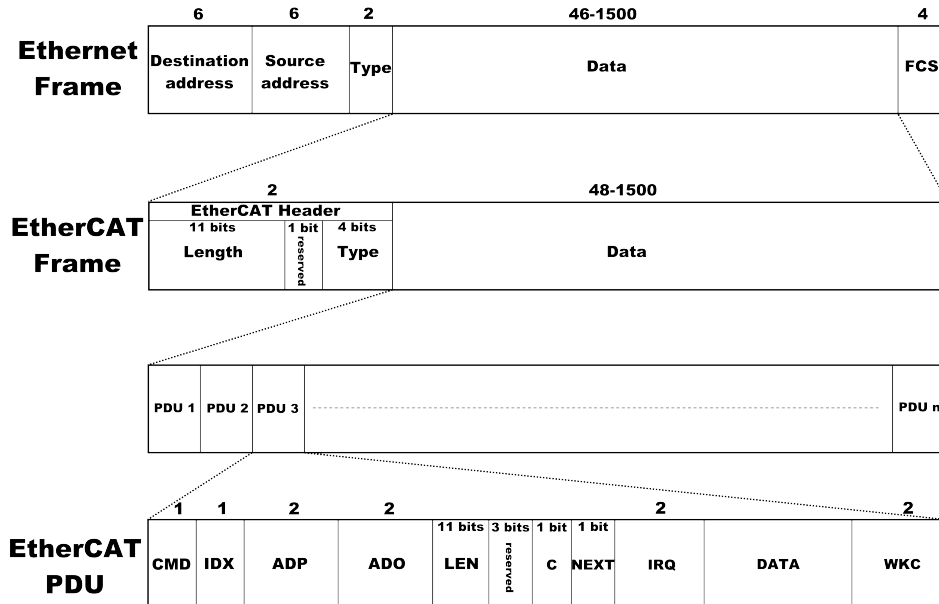 6 6 2 46-1500 4
Ethernet Frame
Destination address
Source address
Type
Data
FCS
2 48-1500
EtherCAT Frame
EtherCAT Header
11 bits 1 bit 4 bits
Length
reserved
Type
Data
PDU 1 PDU 2 PDU 3 PDU n
1 1 2 2 2 2
EtherCAT PDU
11 bits 3 bits 1 bit 1 bit
CMD IDX ADP ADO LEN reserved C NEXT IRQ DATA WKC